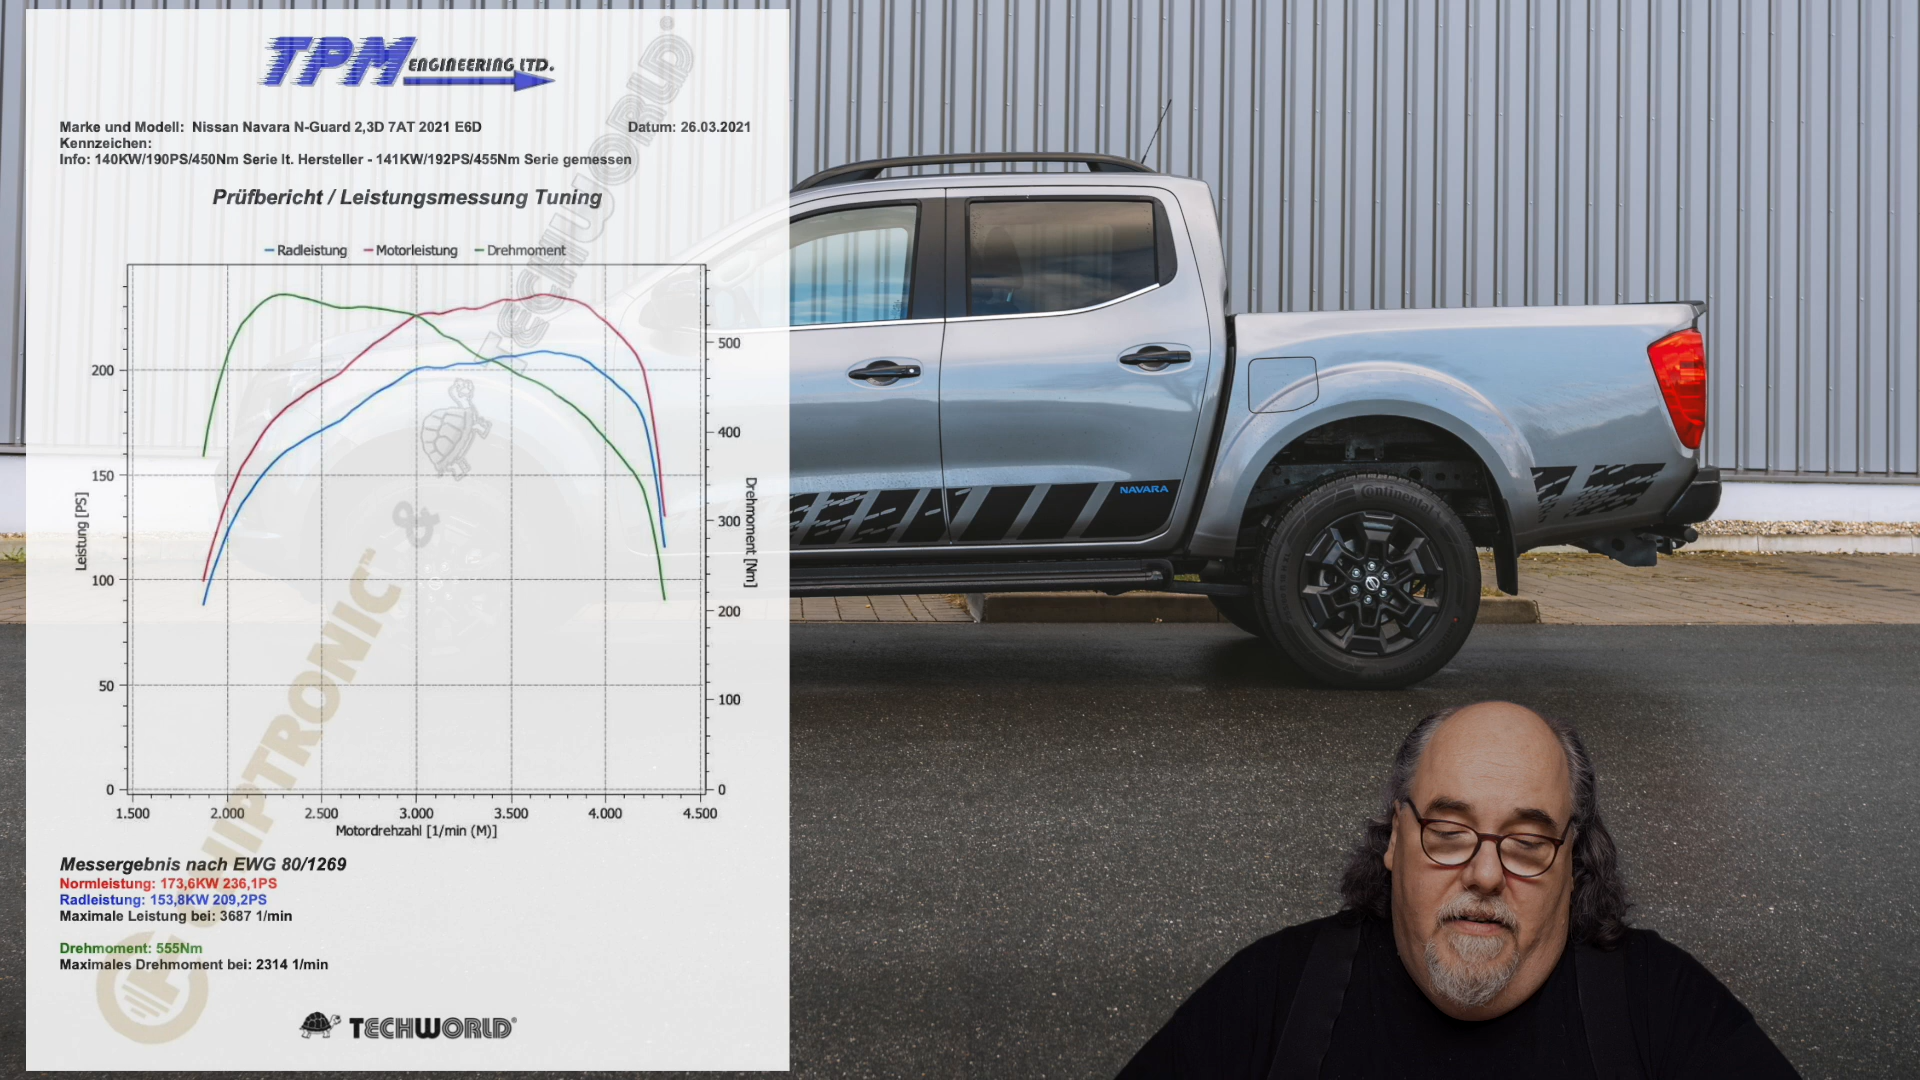 TPM ENGINEERING LTD.
Marke und Modell: Nissan Navara N-Guard 2,3D 7AT 2021 E6D
Datum: 26.03.2021
Kennzeichen:
Info: 140KW/190PS/450Nm Serie lt. Hersteller - 141KW/192PS/455Nm Serie gemessen
Prüfbericht / Leistungsmessung Tuning
Radleistung Motorleistung Drehmoment
Leistung [PS]
200
150
100
50
0
500
400
300
200
100
0
Drehmoment [Nm]
1.500 2.000 2.500 3.000 3.500 4.000 4.500
Motordrehzahl [1/min (M)]
CHIPTRONIC & TECHWORLD
Messergebnis nach EWG 80/1269
Normleistung: 173,6KW 236,1PS
Radleistung: 153,8KW 209,2PS
Maximale Leistung bei: 3687 1/min
Drehmoment: 555Nm
Maximales Drehmoment bei: 2314 1/min
TECHWORLD
NAVARA
Continental